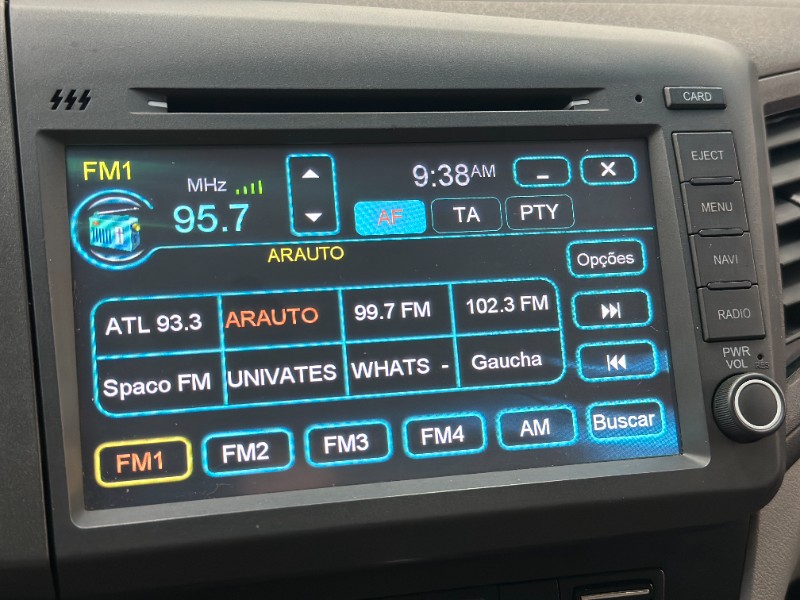 CARD
FM1
MHz
95.7
9:38AM
AF TA PTY
ARAUTO
Opções
ATL 93.3 ARAUTO 99.7 FM 102.3 FM
Spaco FM UNIVATES WHATS - Gaucha
FM1 FM2 FM3 FM4 AM Buscar
EJECT
MENU
NAVI
RADIO
PWR
VOL
RES